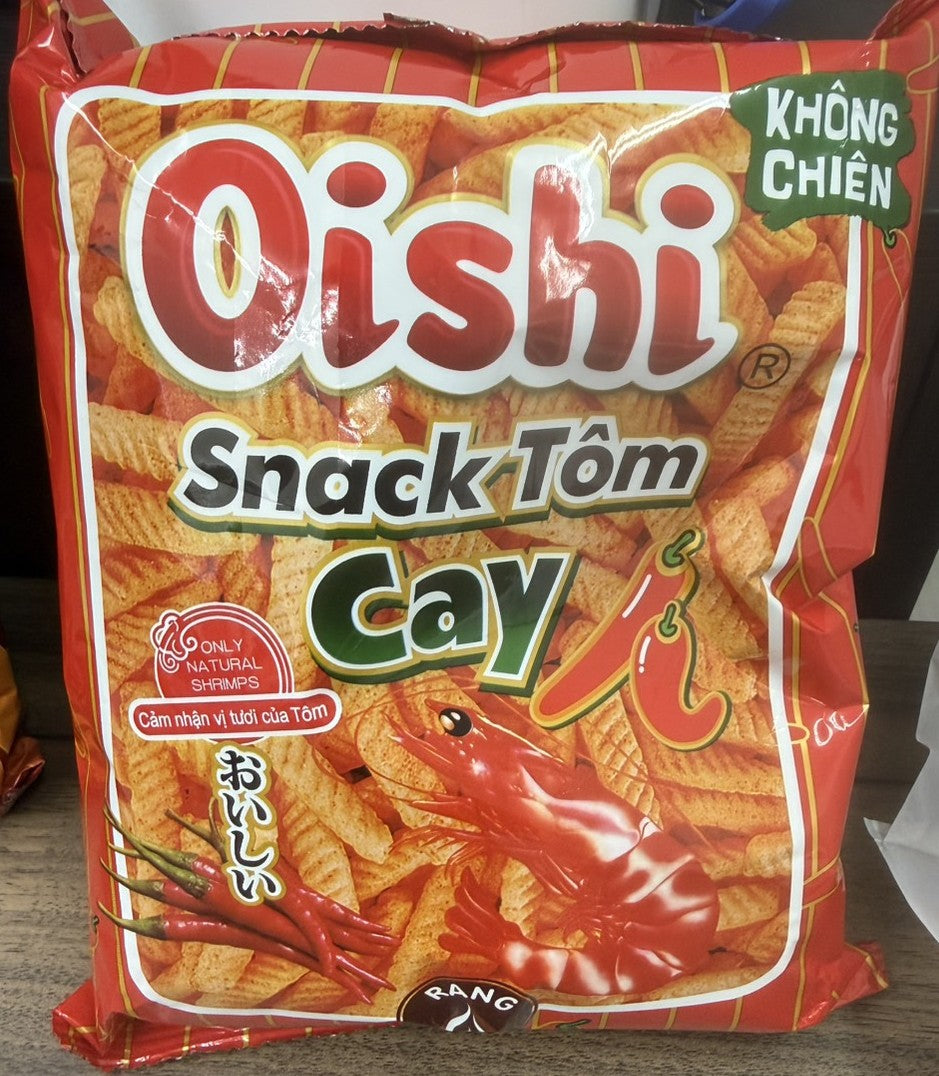 KHÔNG
CHIÊN
Oishi
®
Snack Tôm
Cay
ONLY
NATURAL
SHRIMPS
Cảm nhận vị tươi của Tôm
おいしい
RANG